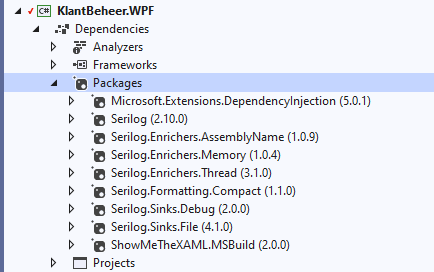 C# KlantBeheer.WPF
Dependencies
Analyzers
Frameworks
Packages
Microsoft.Extensions.DependencyInjection (5.0.1)
Serilog (2.10.0)
Serilog.Enrichers.AssemblyName (1.0.9)
Serilog.Enrichers.Memory (1.0.4)
Serilog.Enrichers.Thread (3.1.0)
Serilog.Formatting.Compact (1.1.0)
Serilog.Sinks.Debug (2.0.0)
Serilog.Sinks.File (4.1.0)
ShowMeTheXAML.MSBuild (2.0.0)
Projects